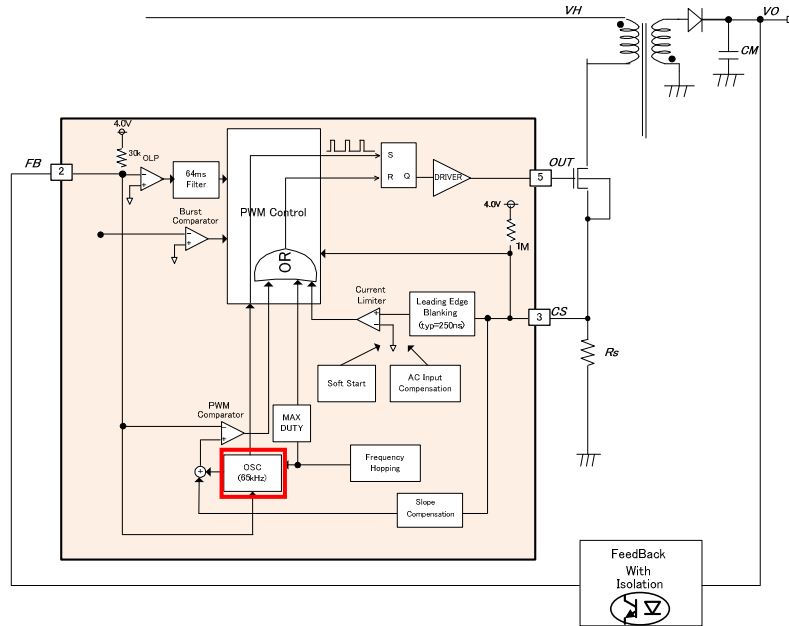 VH
VO
CM
4.0V
30k
OLP
FB
2
64ms
Filter
Burst
Comparator
PWM Control
OR
S
R
Q
DRIVER
5
OUT
4.0V
1M
Current
Limiter
Leading Edge
Blanking
(typ=250ns)
3
CS
Rs
Soft Start
AC Input
Compensation
PWM
Comparator
MAX
DUTY
OSC
(65kHz)
Frequency
Hopping
Slope
Compensation
FeedBack
With
Isolation